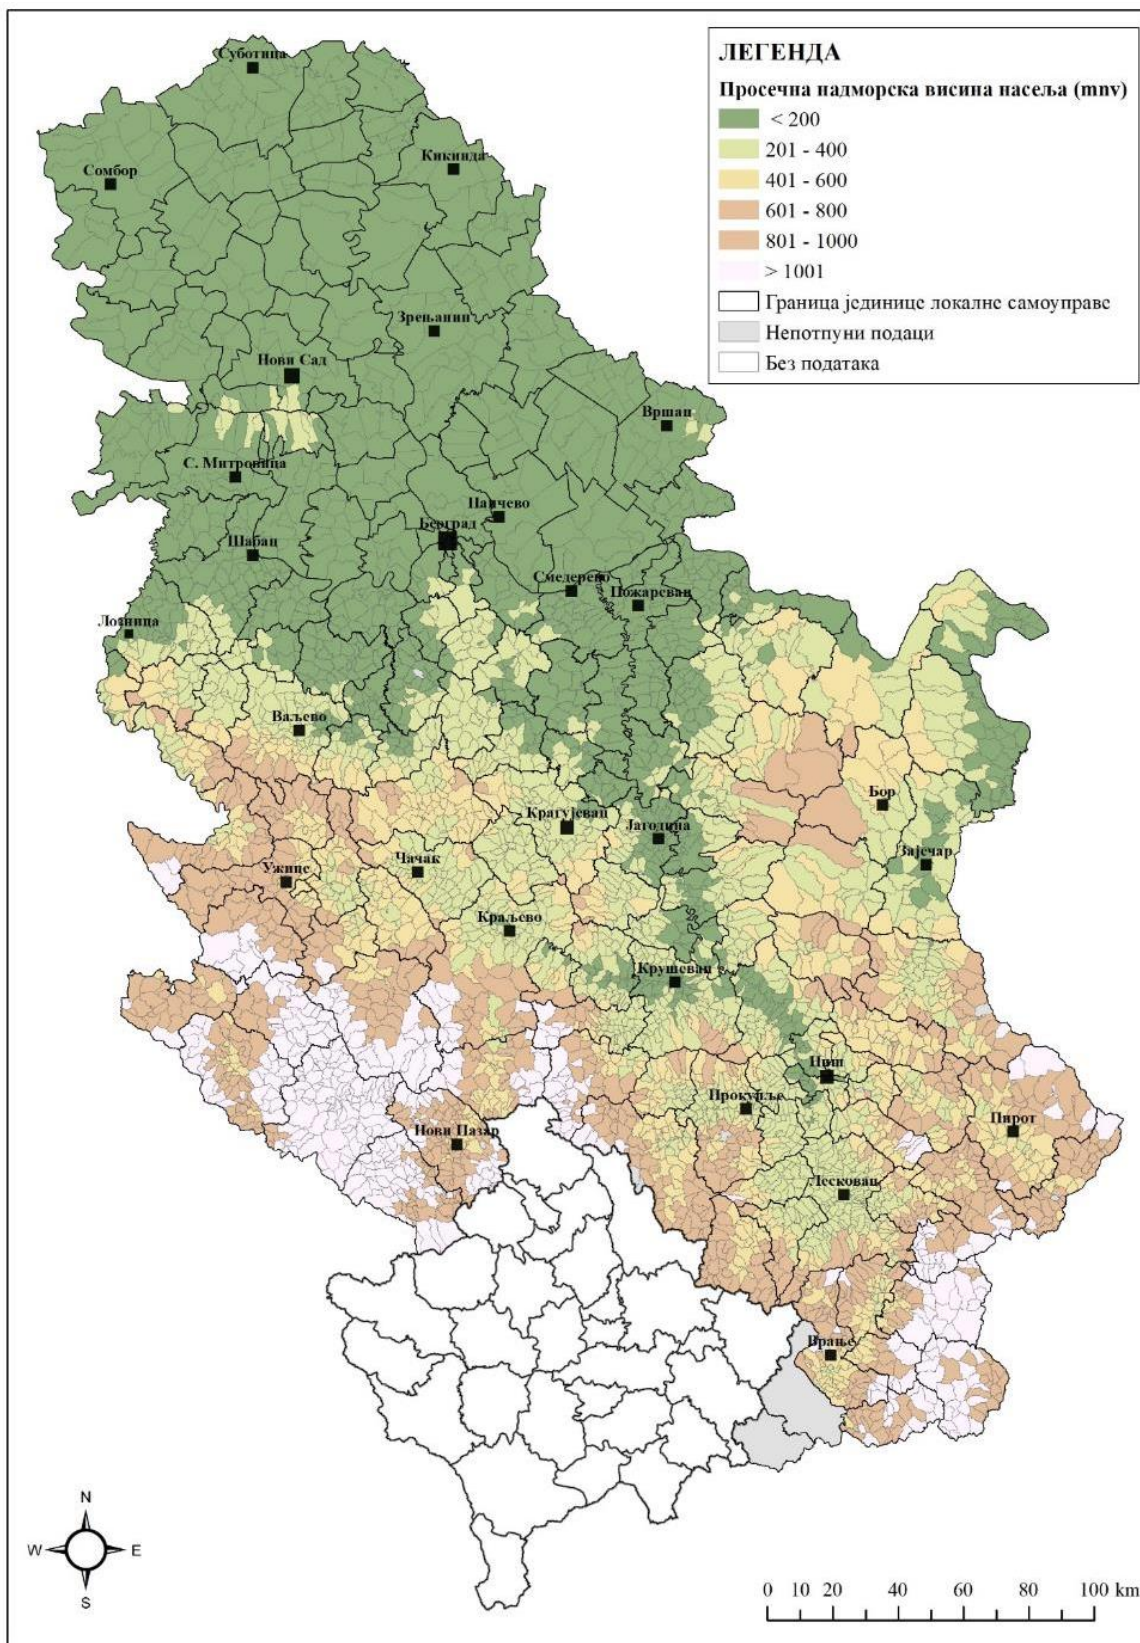 Суботица
ЛЕГЕНДА
Просечна надморска висина насеља (mnv)
< 200
201 - 400
401 - 600
601 - 800
801 - 1000
> 1001
Граница јединице локалне самоуправе
Непотпуни подаци
Без података
Кикинда
Сомбор
Зрењанин
Нови Сад
Вршац
С. Митровица
Панчево
Београд
Шабац
Смедерево
Пожаревац
Лозница
Ваљево
Бор
Крагујевац
Јагодина
Зајечар
Чачак
Ужице
Краљево
Крушевац
Ниш
Прокупље
Пирот
Нови Пазар
Лесковац
Врање
N
W E
S
0 10 20 40 60 80 100 km